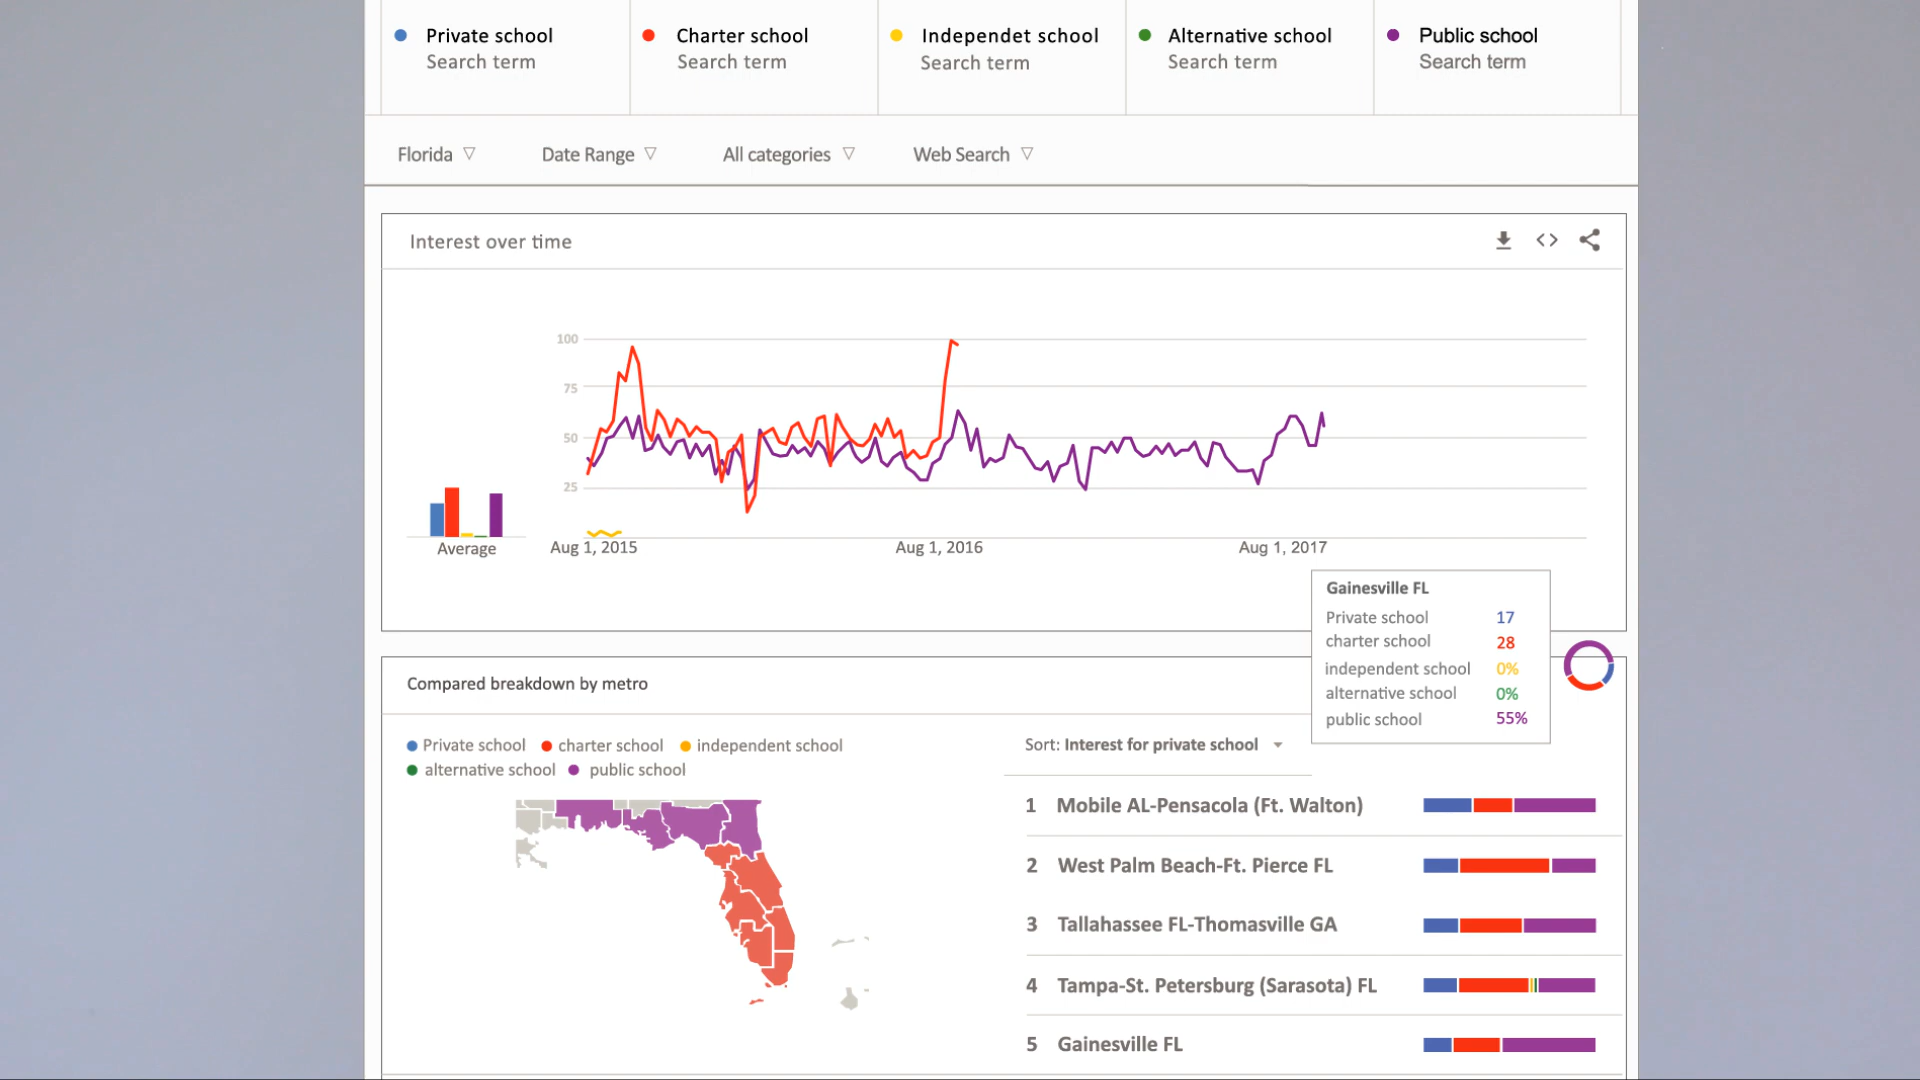 Private school
Search term
Charter school
Search term
Independet school
Search term
Alternative school
Search term
Public school
Search term
Florida
Date Range
All categories
Web Search
Interest over time
100
75
50
25
Average
Aug 1, 2015
Aug 1, 2016
Aug 1, 2017
Gainesville FL
Private school 17
charter school 28
independent school 0%
alternative school 0%
public school 55%
Compared breakdown by metro
Private school charter school independent school
alternative school public school
Sort: Interest for private school
1 Mobile AL-Pensacola (Ft. Walton)
2 West Palm Beach-Ft. Pierce FL
3 Tallahassee FL-Thomasville GA
4 Tampa-St. Petersburg (Sarasota) FL
5 Gainesville FL